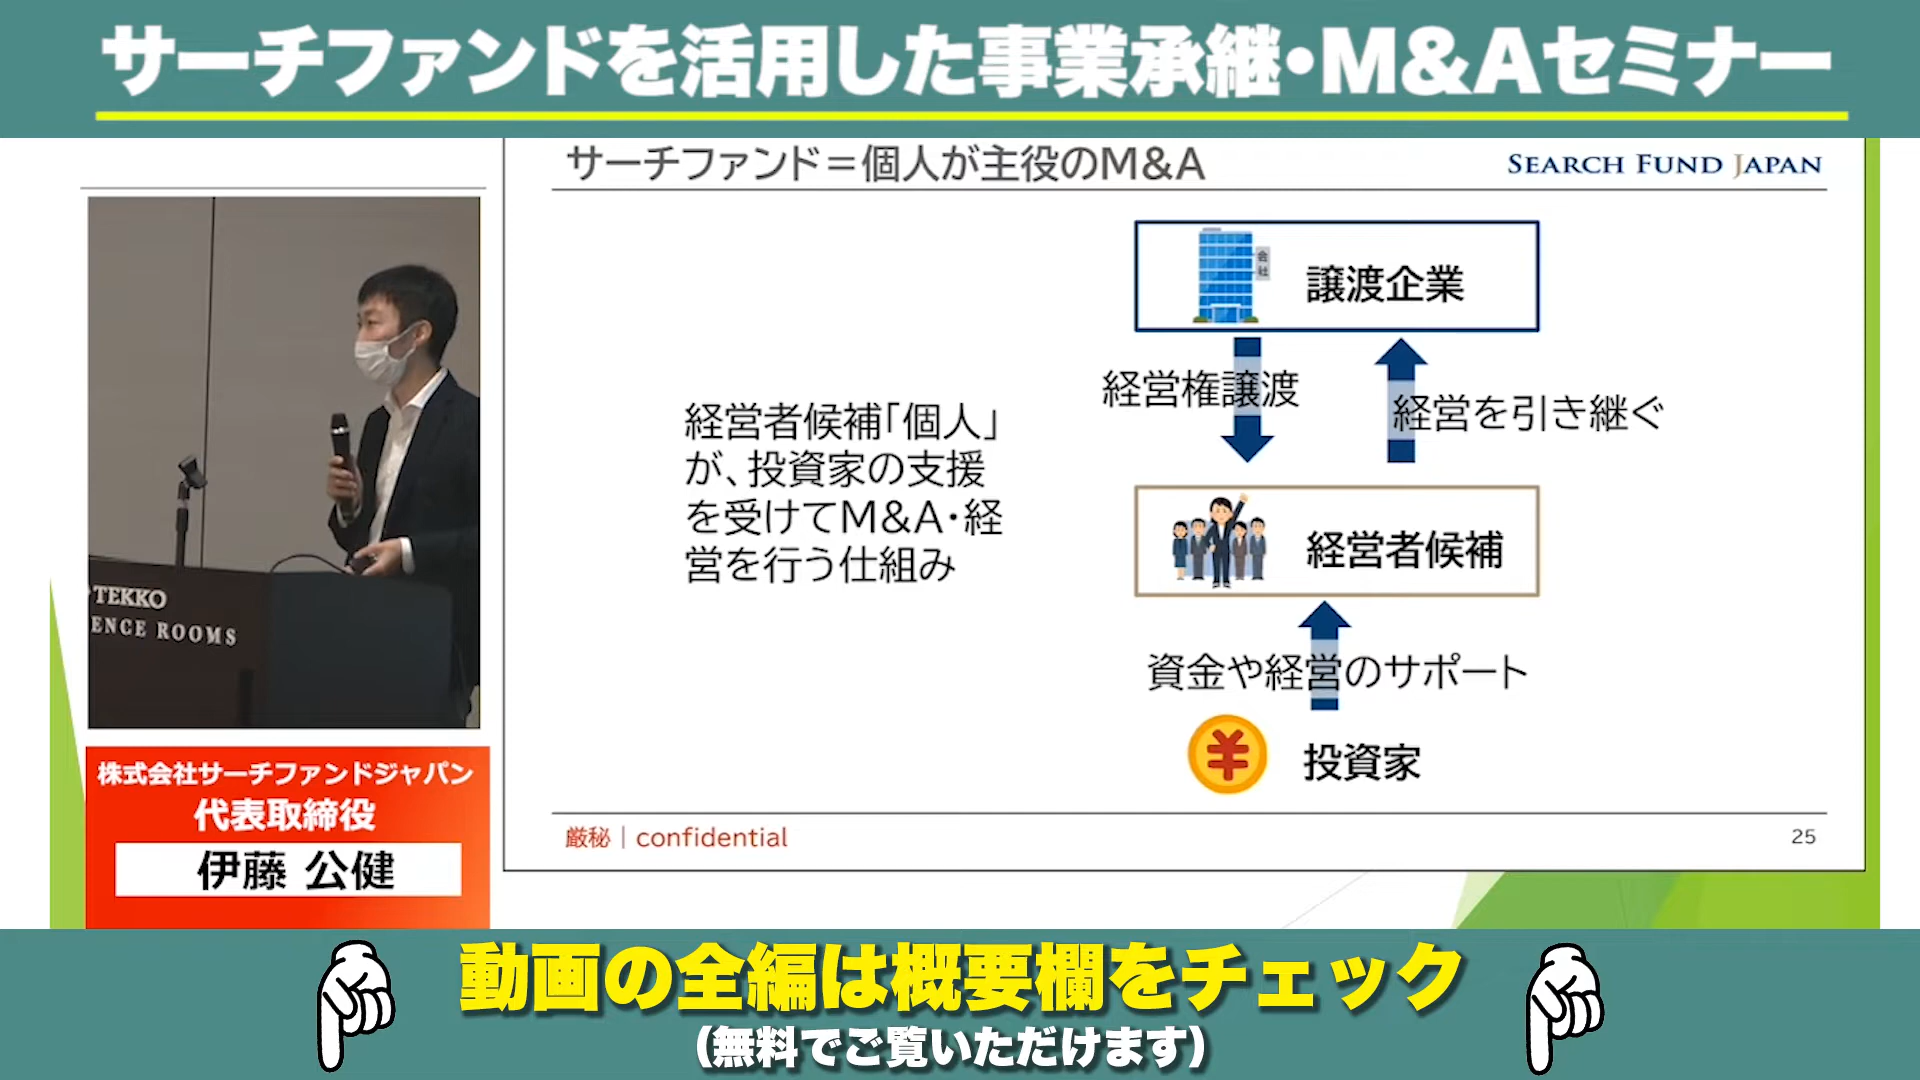 サーチファンドを活用した事業承継・M&Aセミナー
サーチファンド＝個人が主役のM&A
SEARCH FUND JAPAN
会社
譲渡企業
経営権譲渡
経営を引き継ぐ
経営者候補「個人」
が、投資家の支援
を受けてM&A・経
営を行う仕組み
経営者候補
資金や経営のサポート
投資家
厳秘｜confidential
25
TEKKO
ENCE ROOMS
株式会社サーチファンドジャパン
代表取締役
伊藤 公健
動画の全編は概要欄をチェック
(無料でご覧いただけます)